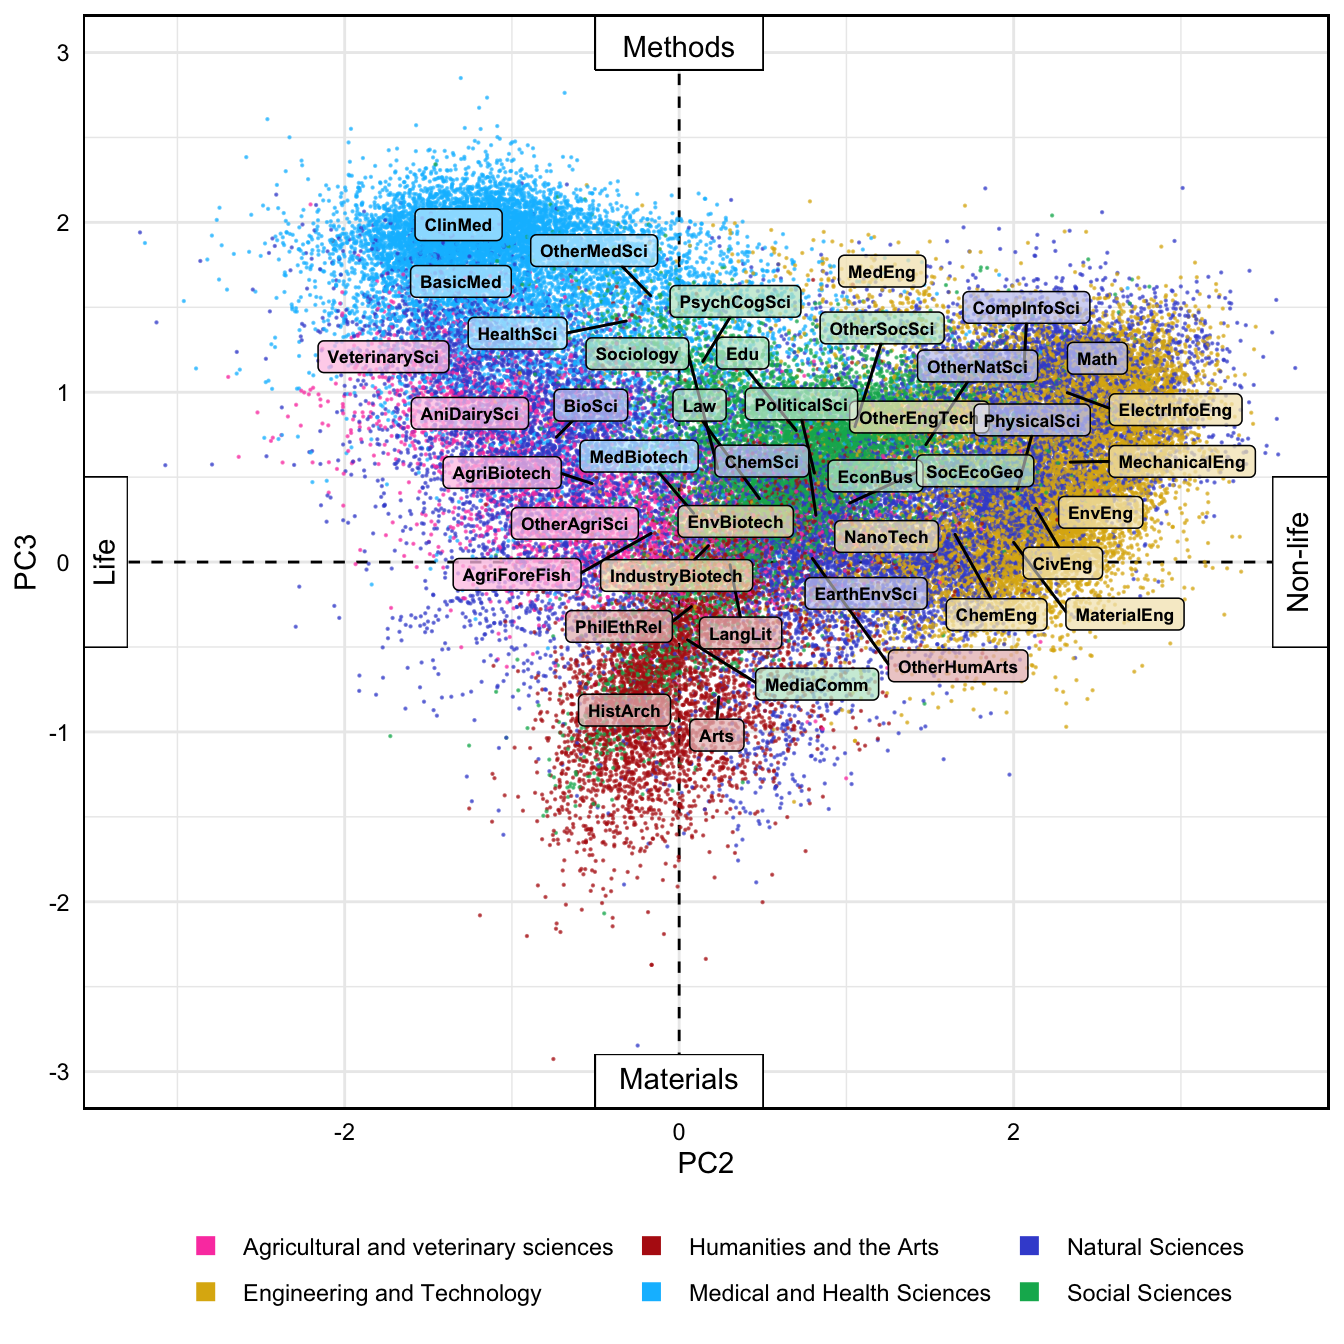 Methods
3
2
1
0
-1
-2
-3
PC3
Life
Non-life
ClinMed
OtherMedSci
BasicMed
MedEng
PsychCogSci
CompInfoSci
HealthSci
OtherSocSci
VeterinarySci
Sociology
Edu
OtherNatSci
Math
AniDairySci
BioSci
Law
PoliticalSci
OtherEngTech
PhysicalSci
ElectrInfoEng
AgriBiotech
MedBiotech
ChemSci
EconBus
SocEcoGeo
MechanicalEng
OtherAgriSci
EnvBiotech
NanoTech
EnvEng
AgriForeFish
IndustryBiotech
EarthEnvSci
CivEng
PhilEthRel
LangLit
ChemEng
MaterialEng
MediaComm
OtherHumArts
HistArch
Arts
Materials
-2
0
2
PC2
Agricultural and veterinary sciences
Humanities and the Arts
Natural Sciences
Engineering and Technology
Medical and Health Sciences
Social Sciences